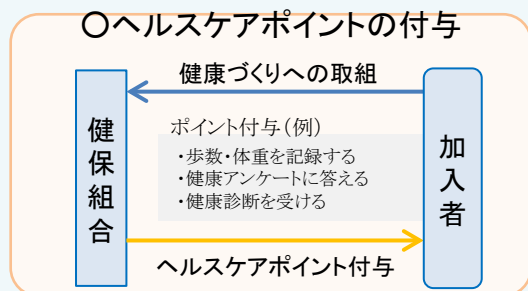 〇ヘルスケアポイントの付与
健康づくりへの取組
健保組合
ポイント付与(例)
・歩数・体重を記録する
・健康アンケートに答える
・健康診断を受ける
加入者
ヘルスケアポイント付与